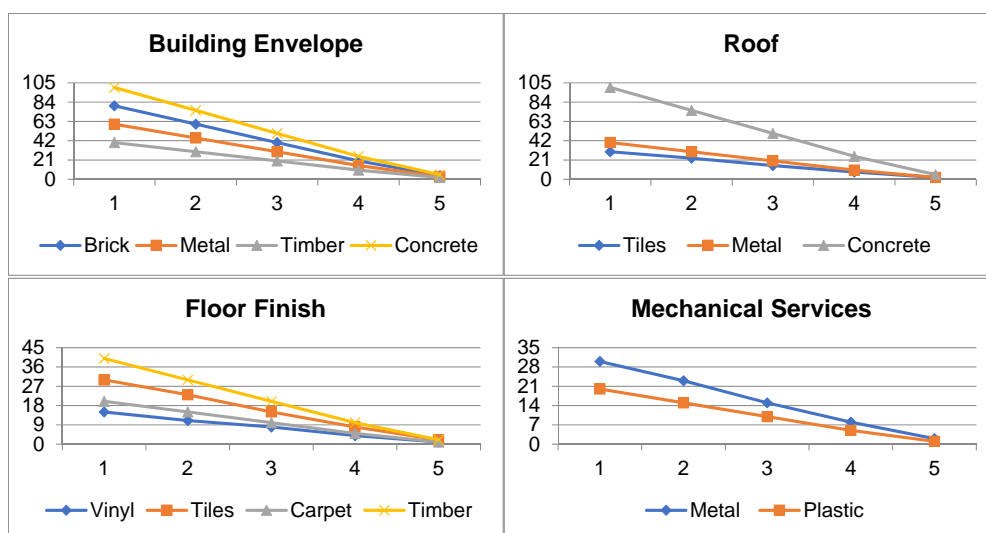 Building Envelope
105
84
63
42
21
0
1 2 3 4 5
Brick Metal Timber Concrete
Roof
105
84
63
42
21
0
1 2 3 4 5
Tiles Metal Concrete
Floor Finish
45
36
27
18
9
0
1 2 3 4 5
Vinyl Tiles Carpet Timber
Mechanical Services
35
28
21
14
7
0
1 2 3 4 5
Metal Plastic